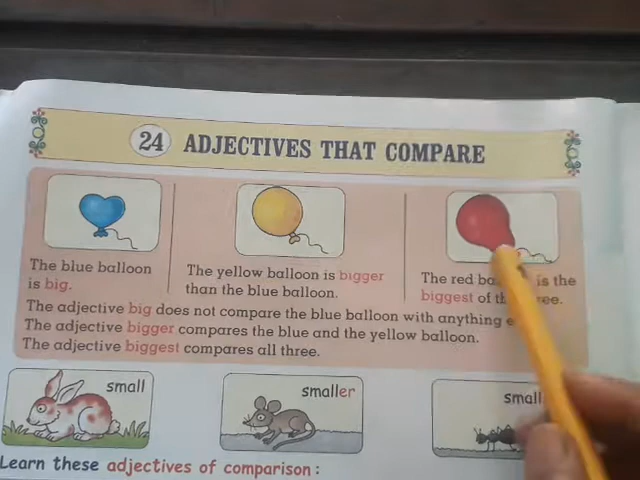 24 ADJECTIVES THAT COMPARE
The blue balloon
is big.
The yellow balloon is bigger
than the blue balloon.
The red is the
biggest of
The adjective big does not compare the blue balloon with anything
The adjective bigger compares the blue and the yellow balloon.
The adjective biggest compares all three.
small
smaller
small
Learn these adjectives of comparison :